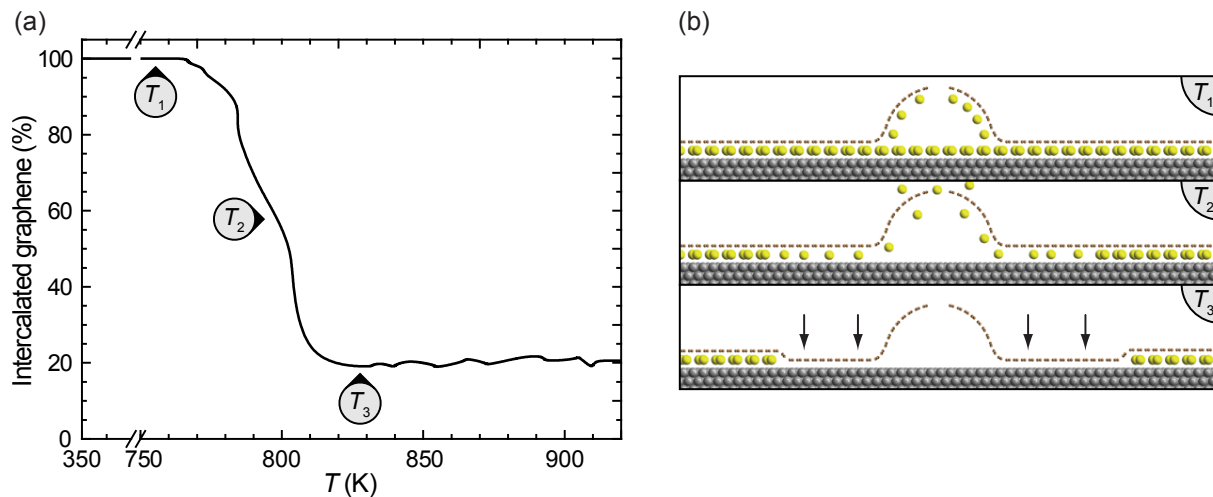 (a)
Intercalated graphene (%)
100
80
60
40
20
0
350
750
800
850
900
T (K)
T1
T2
T3
(b)
T1
T2
T3